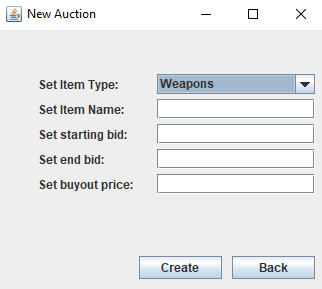 New Auction
Set Item Type: Weapons
Set Item Name:
Set starting bid:
Set end bid:
Set buyout price:
Create Back